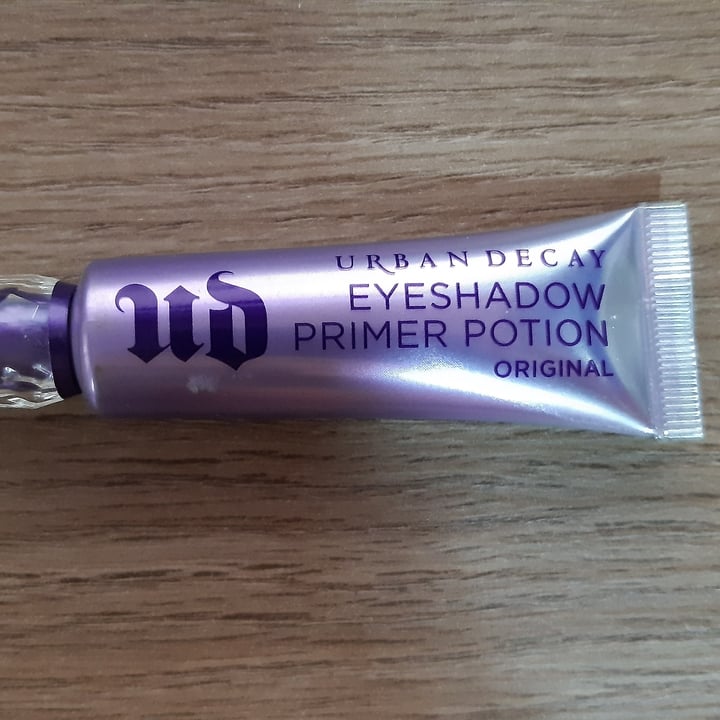 ud
URBAN DECAY
EYESHADOW
PRIMER POTION
ORIGINAL